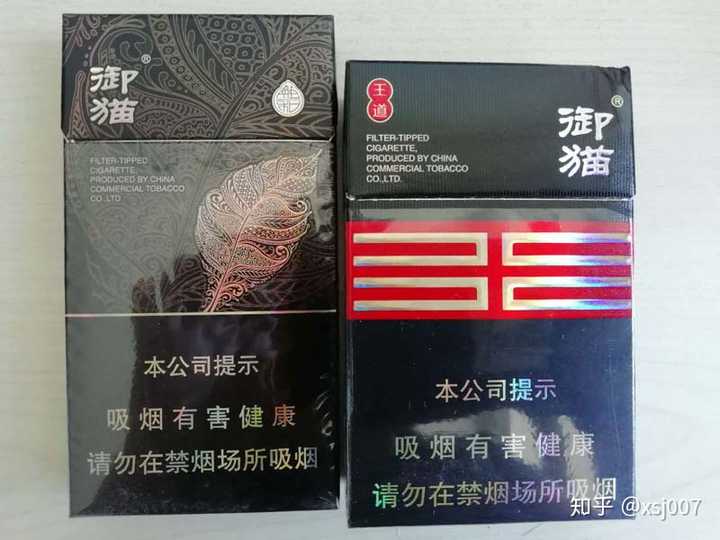 御猫®
FILTER-TIPPED
CIGARETTE,
PRODUCED BY CHINA
COMMERCIAL TOBACCO
CO.,LTD
本公司提示
吸烟有害健康
请勿在禁烟场所吸烟
王道
御猫®
FILTER-TIPPED
CIGARETTE,
PRODUCED BY CHINA
COMMERCIAL TOBACCO
CO.,LTD.
本公司提示
吸烟有害健康
请勿在禁烟场所吸烟
知乎 @xsj007